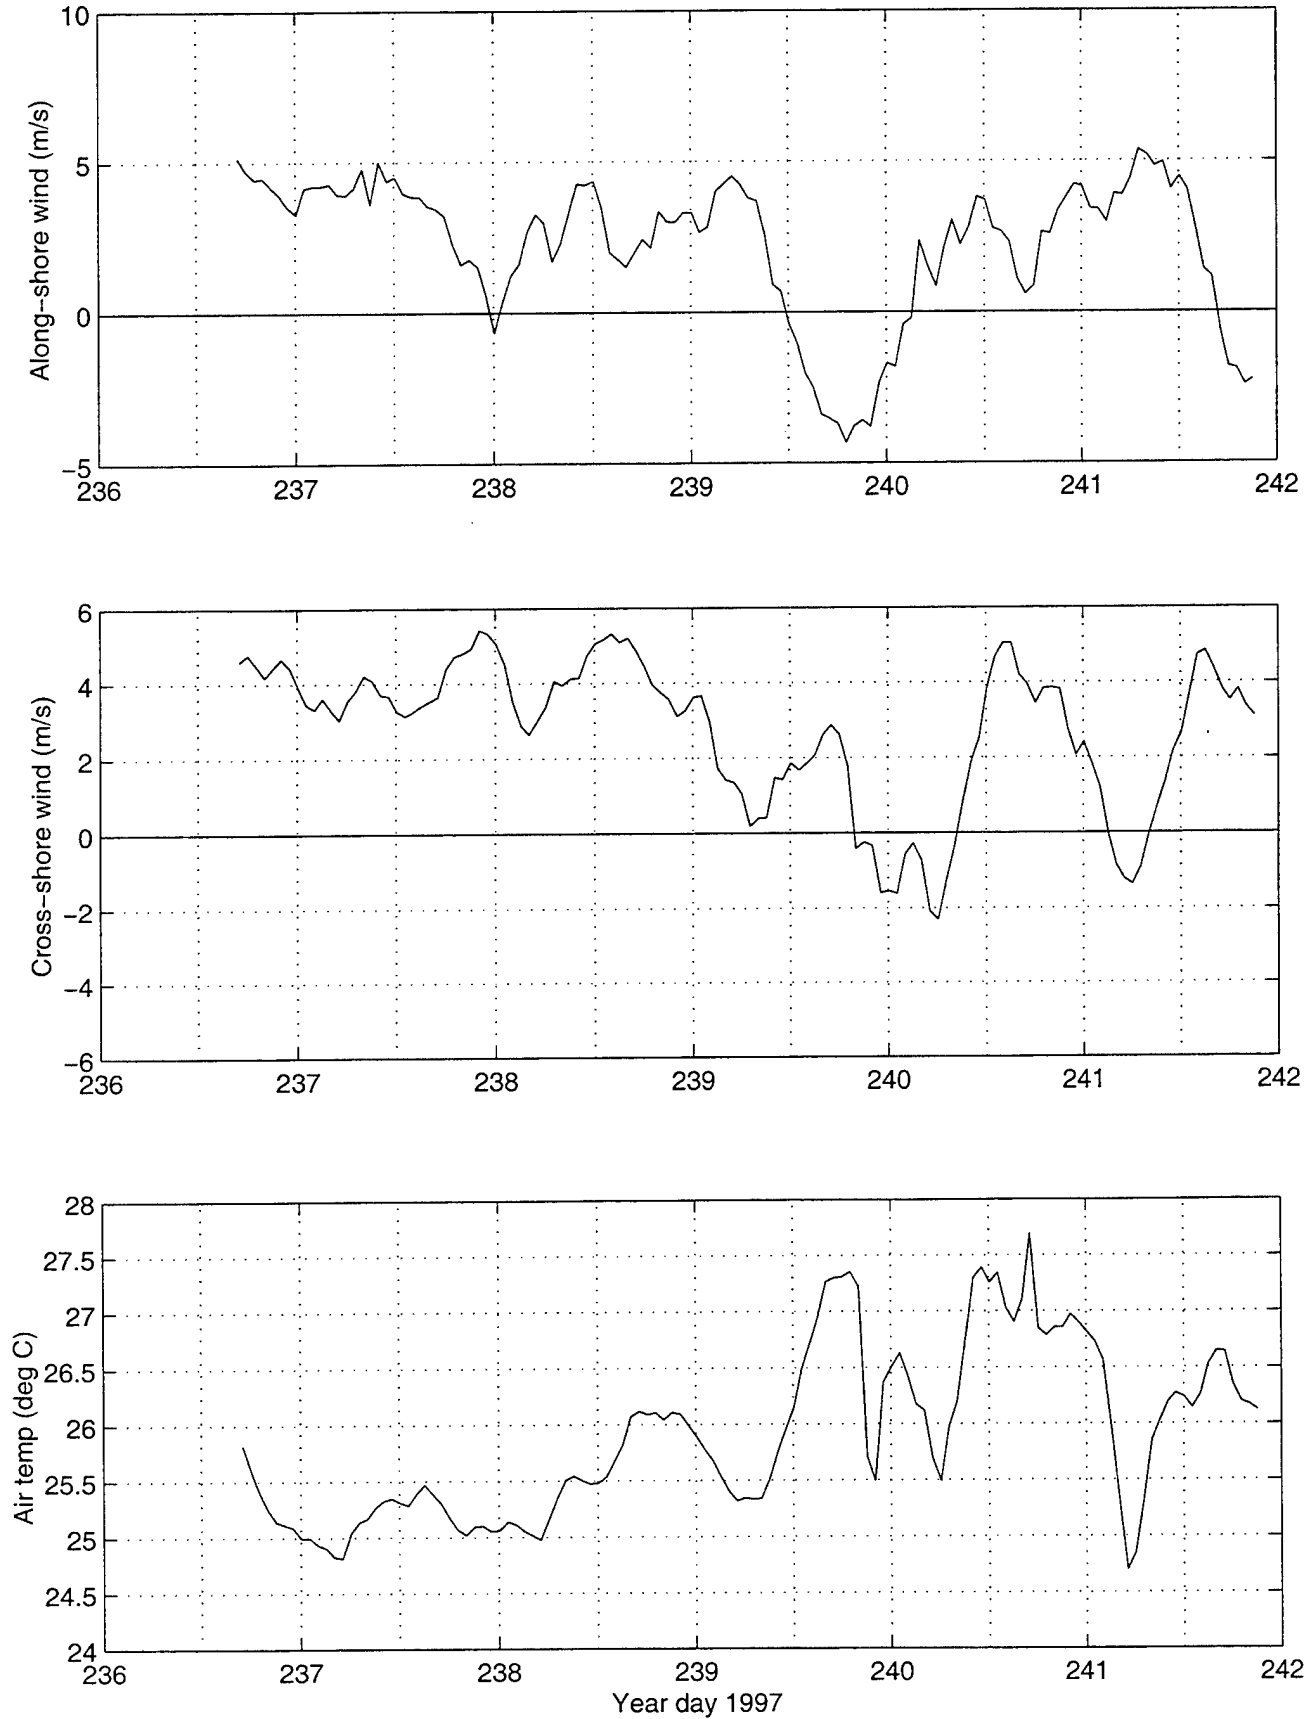 10
5
0
−5
Along−shore wind (m/s)
236 237 238 239 240 241 242
6
4
2
0
−2
−4
−6
Cross−shore wind (m/s)
236 237 238 239 240 241 242
28
27.5
27
26.5
26
25.5
25
24.5
24
Air temp (deg C)
236 237 238 239 240 241 242
Year day 1997